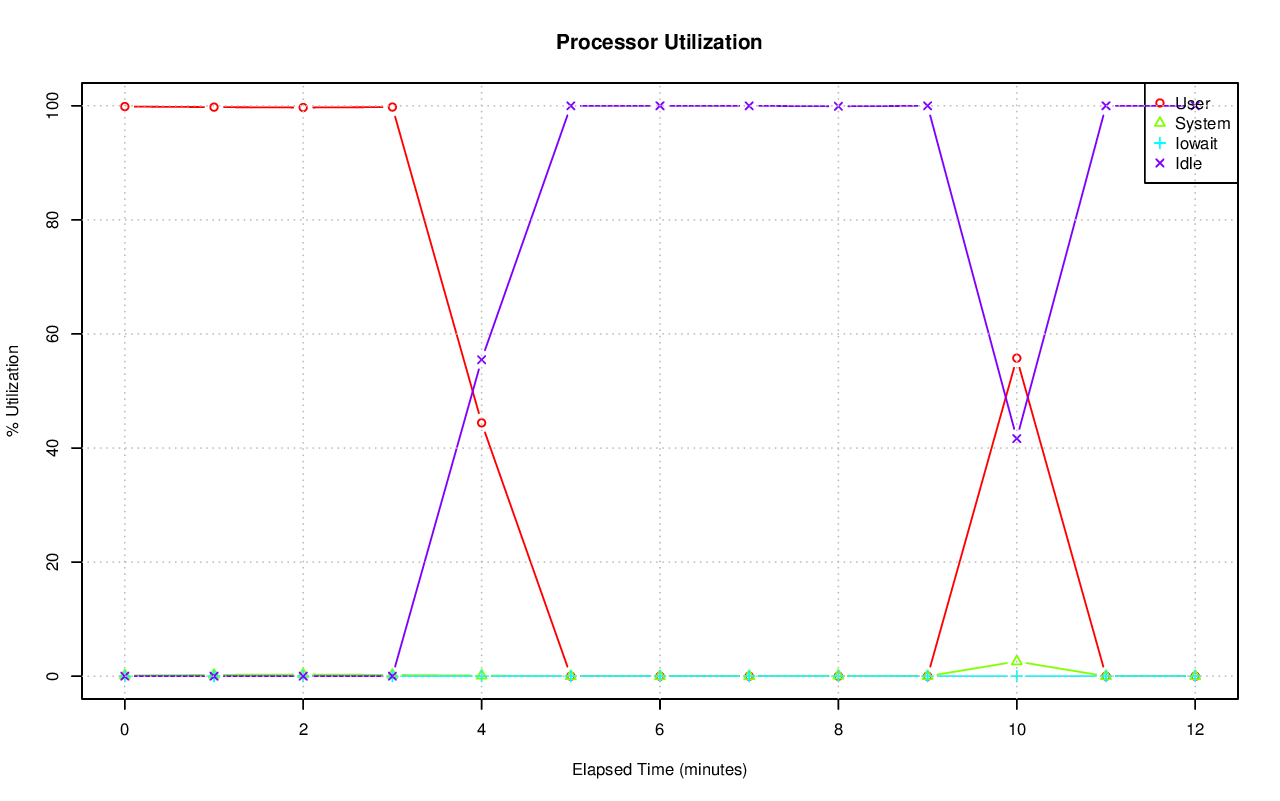 Processor Utilization
% Utilization
100
80
60
40
20
0
User
System
Iowait
Idle
0 2 4 6 8 10 12
Elapsed Time (minutes)